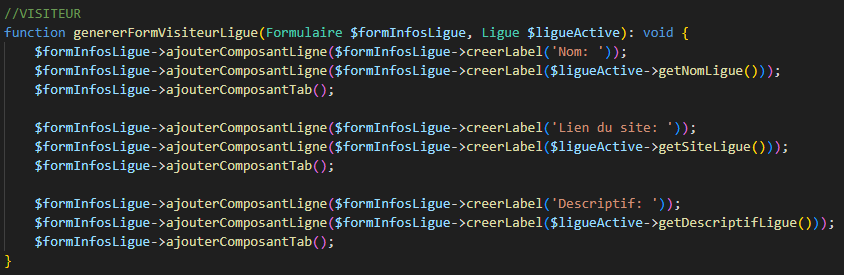 //VISITEUR
function genererFormVisiteurLigue(Formulaire $formInfosLigue, Ligue $ligueActive): void {
    $formInfosLigue->ajouterComposantLigne($formInfosLigue->creerLabel('Nom: '));
    $formInfosLigue->ajouterComposantLigne($formInfosLigue->creerLabel($ligueActive->getNomLigue()));
    $formInfosLigue->ajouterComposantTab();

    $formInfosLigue->ajouterComposantLigne($formInfosLigue->creerLabel('Lien du site: '));
    $formInfosLigue->ajouterComposantLigne($formInfosLigue->creerLabel($ligueActive->getSiteLigue()));
    $formInfosLigue->ajouterComposantTab();

    $formInfosLigue->ajouterComposantLigne($formInfosLigue->creerLabel('Descriptif: '));
    $formInfosLigue->ajouterComposantLigne($formInfosLigue->creerLabel($ligueActive->getDescriptifLigue()));
    $formInfosLigue->ajouterComposantTab();
}